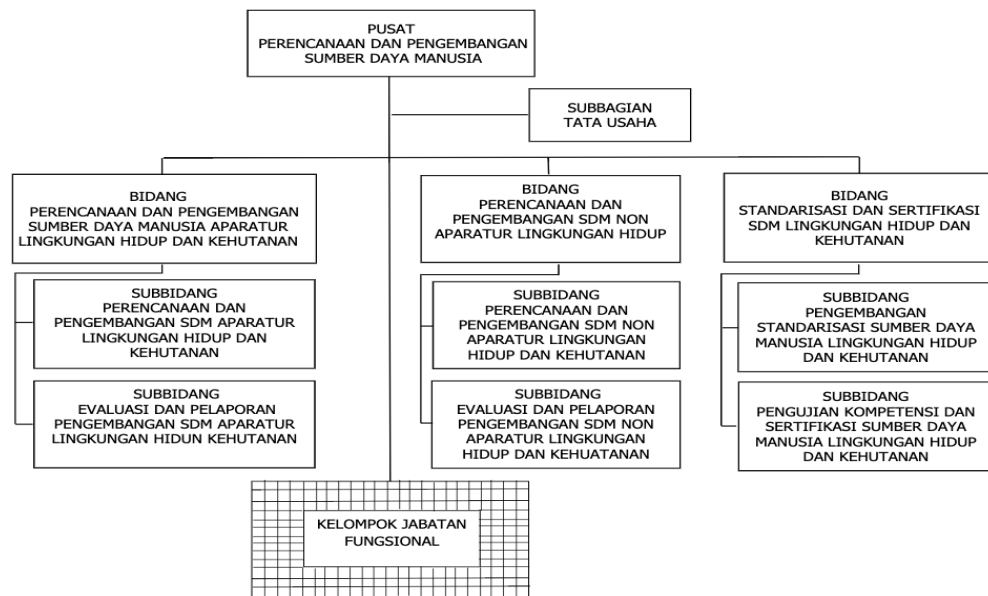 PUSAT
PERENCANAAN DAN PENGEMBANGAN
SUMBER DAYA MANUSIA
SUBBAGIAN
TATA USAHA
BIDANG
PERENCANAAN DAN PENGEMBANGAN
SUMBER DAYA MANUSIA APARATUR
LINGKUNGAN HIDUP DAN KEHUTANAN
BIDANG
PERENCANAAN DAN
PENGEMBANGAN SDM NON
APARATUR LINGKUNGAN HIDUP
BIDANG
STANDARISASI DAN SERTIFIKASI
SDM LINGKUNGAN HIDUP DAN
KEHUTANAN
SUBBIDANG
PERENCANAAN DAN
PENGEMBANGAN SDM APARATUR
LINGKUNGAN HIDUP DAN
KEHUTANAN
SUBBIDANG
PERENCANAAN DAN
PENGEMBANGAN SDM NON
APARATUR LINGKUNGAN
HIDUP DAN KEHUTANAN
SUBBIDANG
PENGEMBANGAN
STANDARISASI SUMBER DAYA
MANUSIA LINGKUNGAN HIDUP
DAN KEHUTANAN
SUBBIDANG
EVALUASI DAN PELAPORAN
PENGEMBANGAN SDM APARATUR
LINGKUNGAN HIDUN KEHUTANAN
SUBBIDANG
EVALUASI DAN PELAPORAN
PENGEMBANGAN SDM NON
APARATUR LINGKUNGAN
HIDUP DAN KEHUATANAN
SUBBIDANG
PENGUJIAN KOMPETENSI DAN
SERTIFIKASI SUMBER DAYA
MANUSIA LINGKUNGAN HIDUP
DAN KEHUTANAN
KELOMPOK JABATAN
FUNGSIONAL